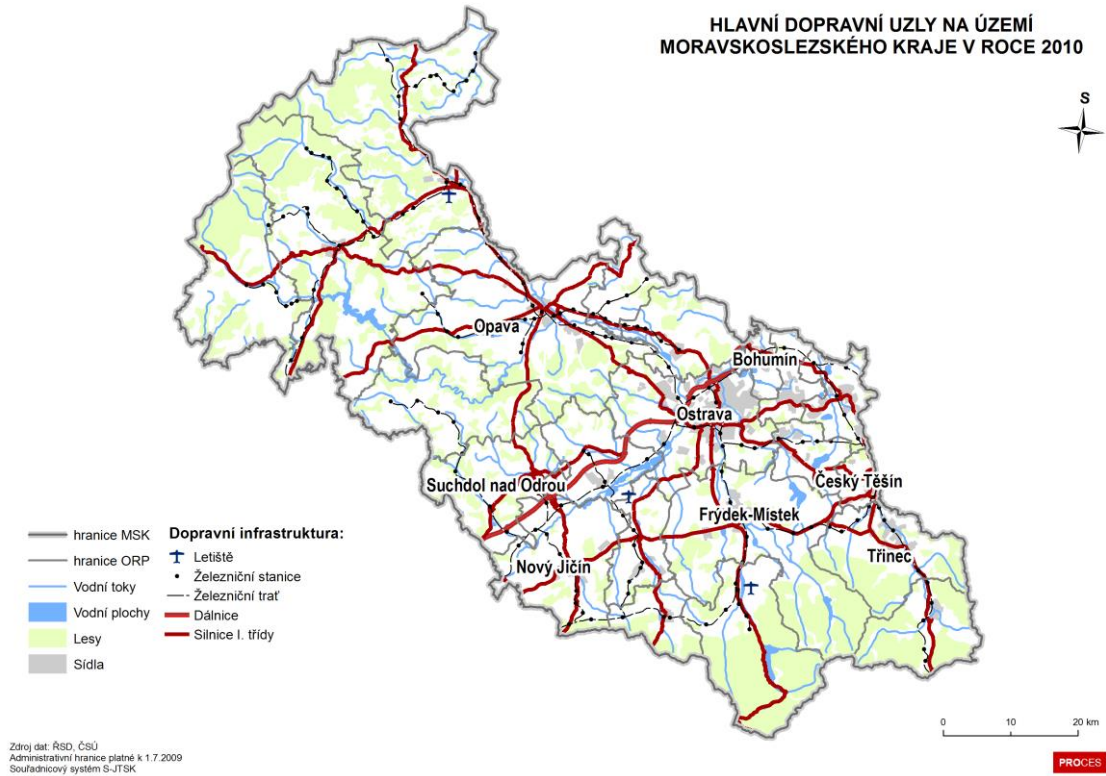 HLAVNÍ DOPRAVNÍ UZLY NA ÚZEMÍ
MORAVSKOSLEZSKÉHO KRAJE V ROCE 2010
S
Opava
Bohumín
Ostrava
Suchdol nad Odrou
Český Těšín
Frýdek-Místek
Nový Jičín
Třinec
hranice MSK
hranice ORP
Vodní toky
Vodní plochy
Lesy
Sídla
Dopravní infrastruktura:
Letiště
Železniční stanice
Železniční trať
Dálnice
Silnice I. třídy
0 10 20 km
Zdroj dat: ŘSD, ČSÚ
Administrativní hranice platné k 1.7.2009
Souřadnicový systém S-JTSK
PROCES